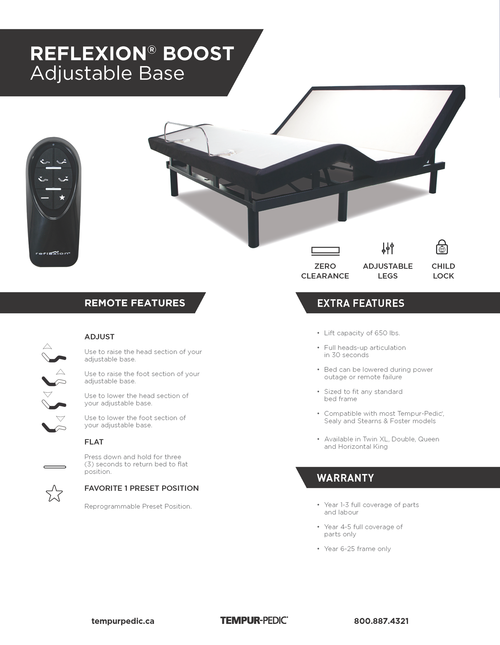 REFLEXION® BOOST
Adjustable Base
reflexion®
ZERO
CLEARANCE
ADJUSTABLE
LEGS
CHILD
LOCK
REMOTE FEATURES
ADJUST
Use to raise the head section of your
adjustable base.
Use to raise the foot section of your
adjustable base.
Use to lower the head section of
your adjustable base.
Use to lower the foot section of
your adjustable base.
FLAT
Press down and hold for three
(3) seconds to return bed to flat
position.
FAVORITE 1 PRESET POSITION
Reprogrammable Preset Position.
EXTRA FEATURES
• Lift capacity of 650 lbs.
• Full heads-up articulation
in 30 seconds
• Bed can be lowered during power
outage or remote failure
• Sized to fit any standard
bed frame
• Compatible with most Tempur-Pedic®,
Sealy and Stearns & Foster models
• Available in Twin XL, Double, Queen
and Horizontal King
WARRANTY
• Year 1-3 full coverage of parts
and labour
• Year 4-5 full coverage of
parts only
• Year 6-25 frame only
tempurpedic.ca
TEMPUR-PEDIC®
800.887.4321